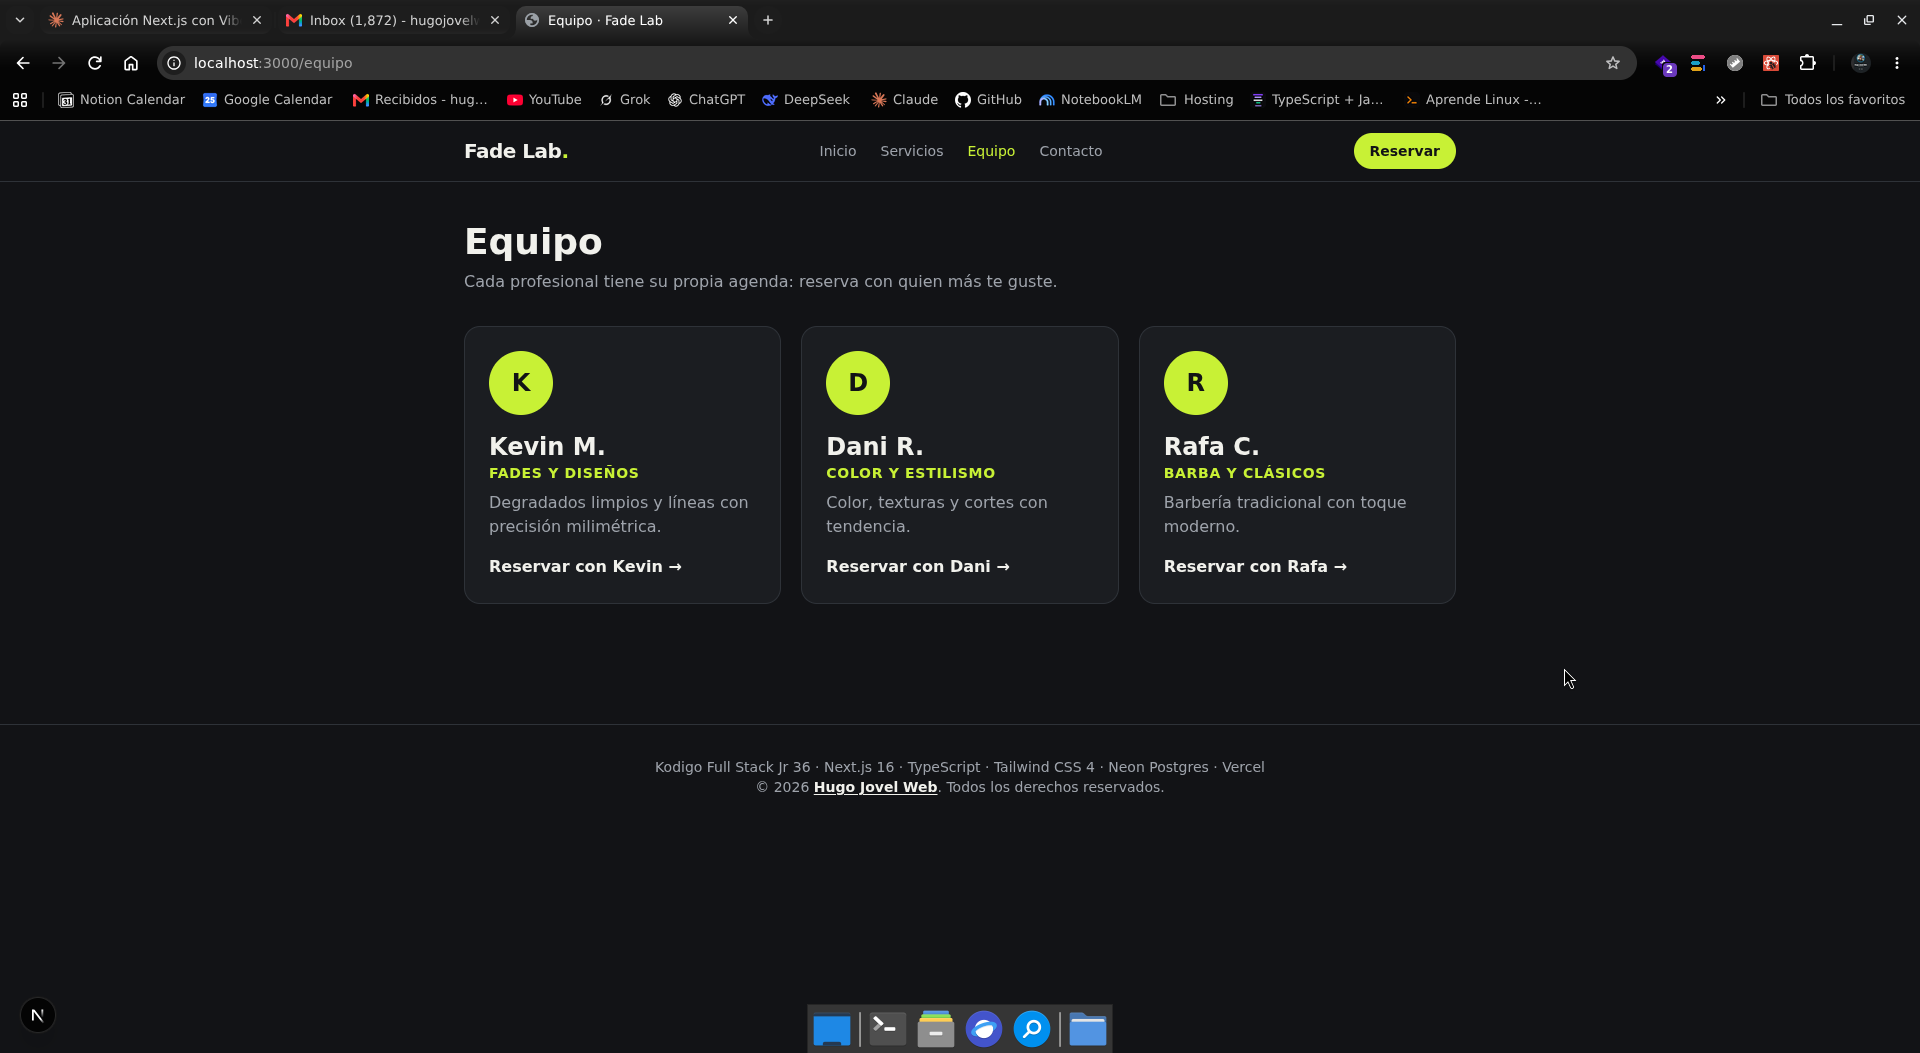 Aplicación Next.js con Vib
Inbox (1,872) - hugojovelw
Equipo · Fade Lab
localhost:3000/equipo
2
Notion Calendar
Google Calendar
Recibidos - hug...
YouTube
Grok
ChatGPT
DeepSeek
Claude
GitHub
NotebookLM
Hosting
TypeScript + Ja...
Aprende Linux -...
Todos los favoritos
Fade Lab.
Inicio
Servicios
Equipo
Contacto
Reservar
Equipo
Cada profesional tiene su propia agenda: reserva con quien más te guste.
K
Kevin M.
FADES Y DISEÑOS
Degradados limpios y líneas con
precisión milimétrica.
Reservar con Kevin →
D
Dani R.
COLOR Y ESTILISMO
Color, texturas y cortes con
tendencia.
Reservar con Dani →
R
Rafa C.
BARBA Y CLÁSICOS
Barbería tradicional con toque
moderno.
Reservar con Rafa →
Kodigo Full Stack Jr 36 · Next.js 16 · TypeScript · Tailwind CSS 4 · Neon Postgres · Vercel
© 2026 Hugo Jovel Web. Todos los derechos reservados.
N